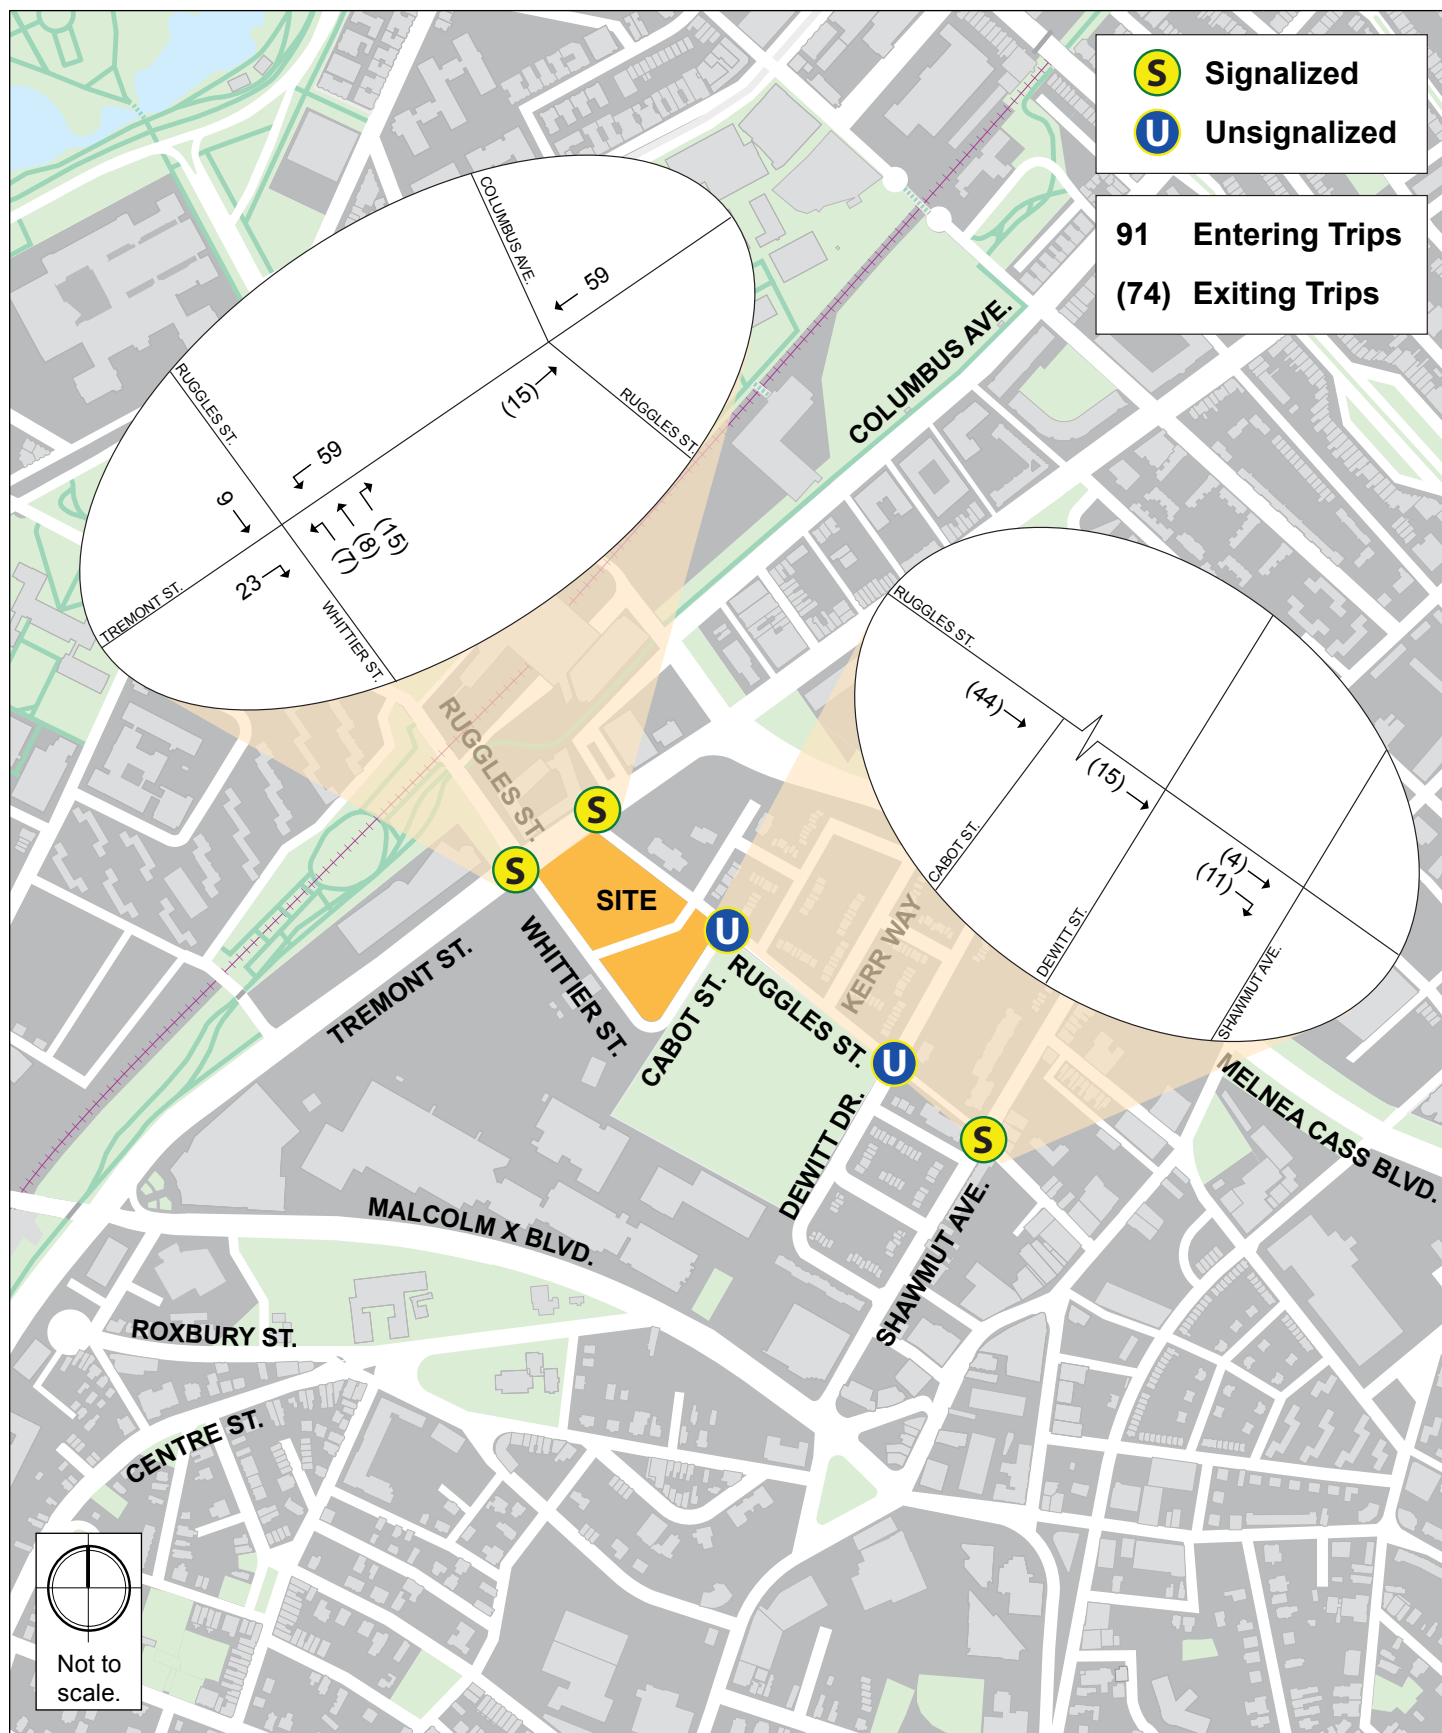 S Signalized
U Unsignalized
91 Entering Trips
(74) Exiting Trips
COLUMBUS AVE.
59
RUGGLES ST.
(15)
RUGGLES ST.
59
9
(15)
(8)
(7)
23
TREMONT ST.
WHITTIER ST.
COLUMBUS AVE.
RUGGLES ST.
(44)
(15)
CABOT ST.
(4)
(11)
DEWITT ST.
SHAWMUT AVE.
RUGGLES ST.
S
S
SITE
U
WHITTIER ST.
TREMONT ST.
CABOT ST.
RUGGLES ST.
KERR WAY
U
DEWITT DR.
S
MELNEA CASS BLVD.
MALCOLM X BLVD.
SHAWMUT AVE.
ROXBURY ST.
CENTRE ST.
Not to
scale.